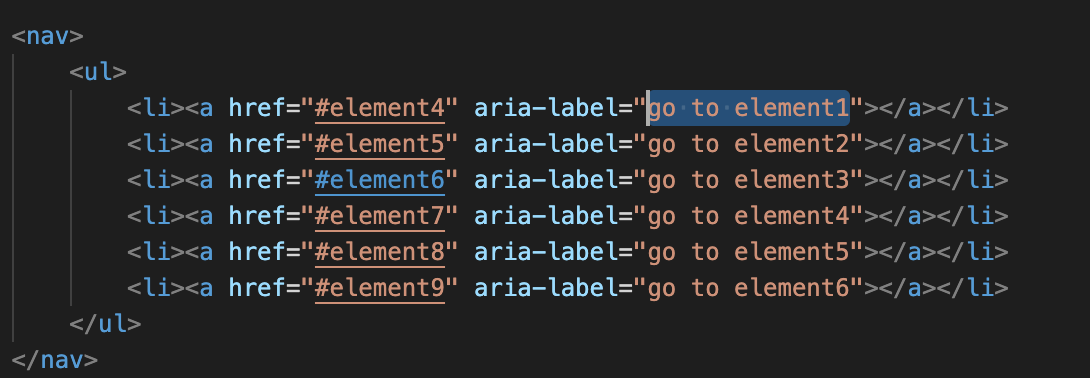 <nav>
<ul>
<li><a href="#element4" aria-label="go to element1"></a></li>
<li><a href="#element5" aria-label="go to element2"></a></li>
<li><a href="#element6" aria-label="go to element3"></a></li>
<li><a href="#element7" aria-label="go to element4"></a></li>
<li><a href="#element8" aria-label="go to element5"></a></li>
<li><a href="#element9" aria-label="go to element6"></a></li>
</ul>
</nav>